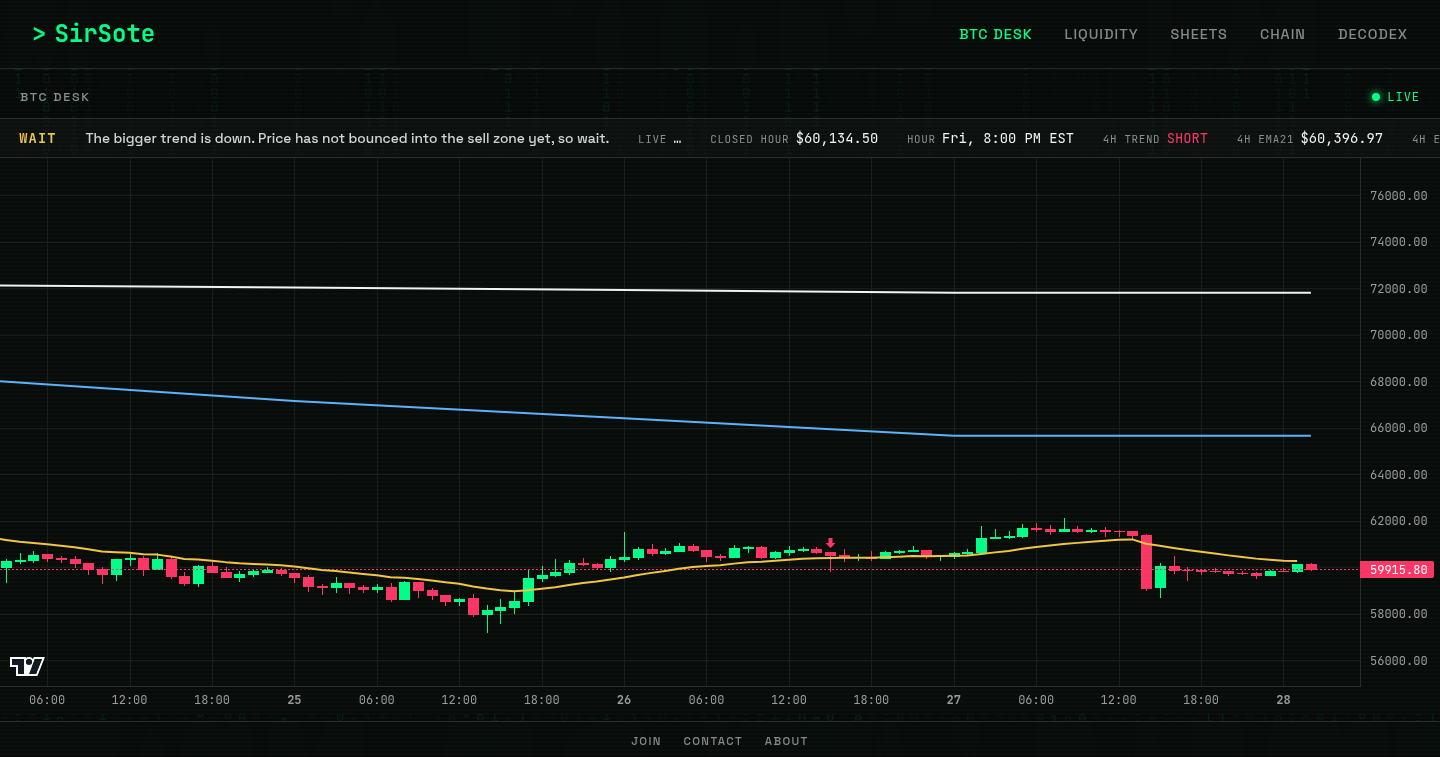 > SirSote
BTC DESK LIQUIDITY SHEETS CHAIN DECODEX
BTC DESK
LIVE
WAIT The bigger trend is down. Price has not bounced into the sell zone yet, so wait. LIVE … CLOSED HOUR $60,134.50 HOUR Fri, 8:00 PM EST 4H TREND SHORT 4H EMA21 $60,396.97 4H E
76000.00
74000.00
72000.00
70000.00
68000.00
66000.00
64000.00
62000.00
59915.80
58000.00
56000.00
06:00 12:00 18:00 25 06:00 12:00 18:00 26 06:00 12:00 18:00 27 06:00 12:00 18:00 28
JOIN CONTACT ABOUT